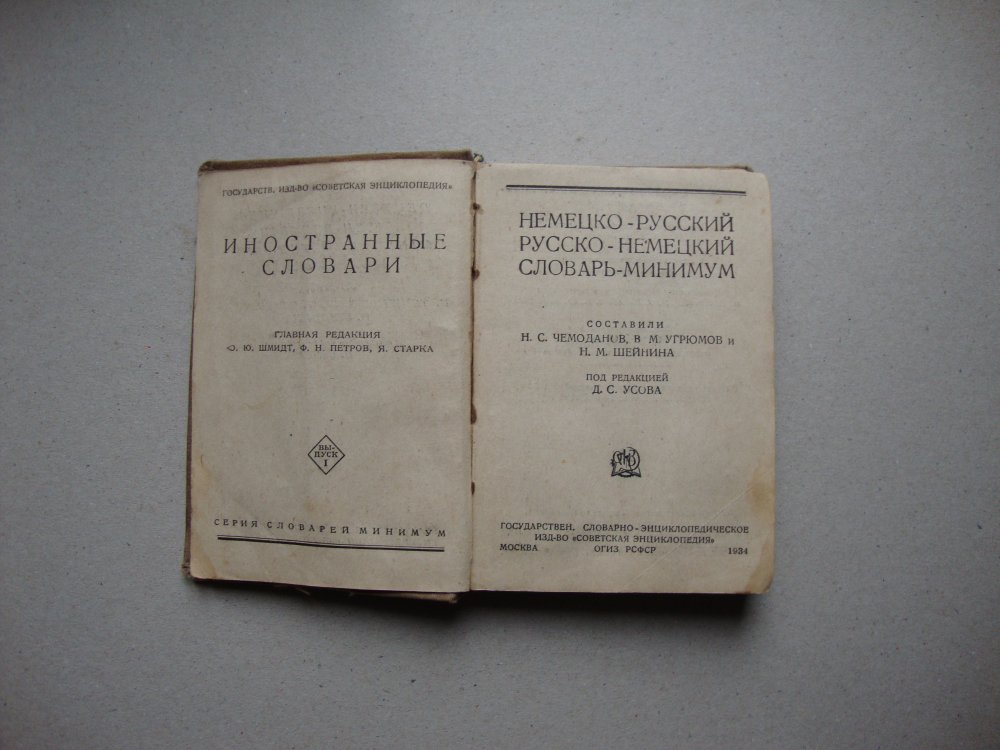 ГОСУДАРСТВ. ИЗД-ВО «СОВЕТСКАЯ ЭНЦИКЛОПЕДИЯ»
ИНОСТРАННЫЕ
СЛОВАРИ
ГЛАВНАЯ РЕДАКЦИЯ
О. Ю. ШМИДТ, Ф. Н. ПЕТРОВ, Я. СТАРКА
ВЫ-
ПУСК
I
СЕРИЯ СЛОВАРЕЙ МИНИМУМ
НЕМЕЦКО-РУССКИЙ
РУССКО-НЕМЕЦКИЙ
СЛОВАРЬ-МИНИМУМ
СОСТАВИЛИ
Н. С. ЧЕМОДАНОВ, В. М. УГРЮМОВ и
Н. М. ШЕЙНИНА
ПОД РЕДАКЦИЕЙ
Д. С. УСОВА
ГОСУДАРСТВЕН. СЛОВАРНО-ЭНЦИКЛОПЕДИЧЕСКОЕ
ИЗД-ВО «СОВЕТСКАЯ ЭНЦИКЛОПЕДИЯ»
МОСКВА ОГИЗ РСФСР 1934